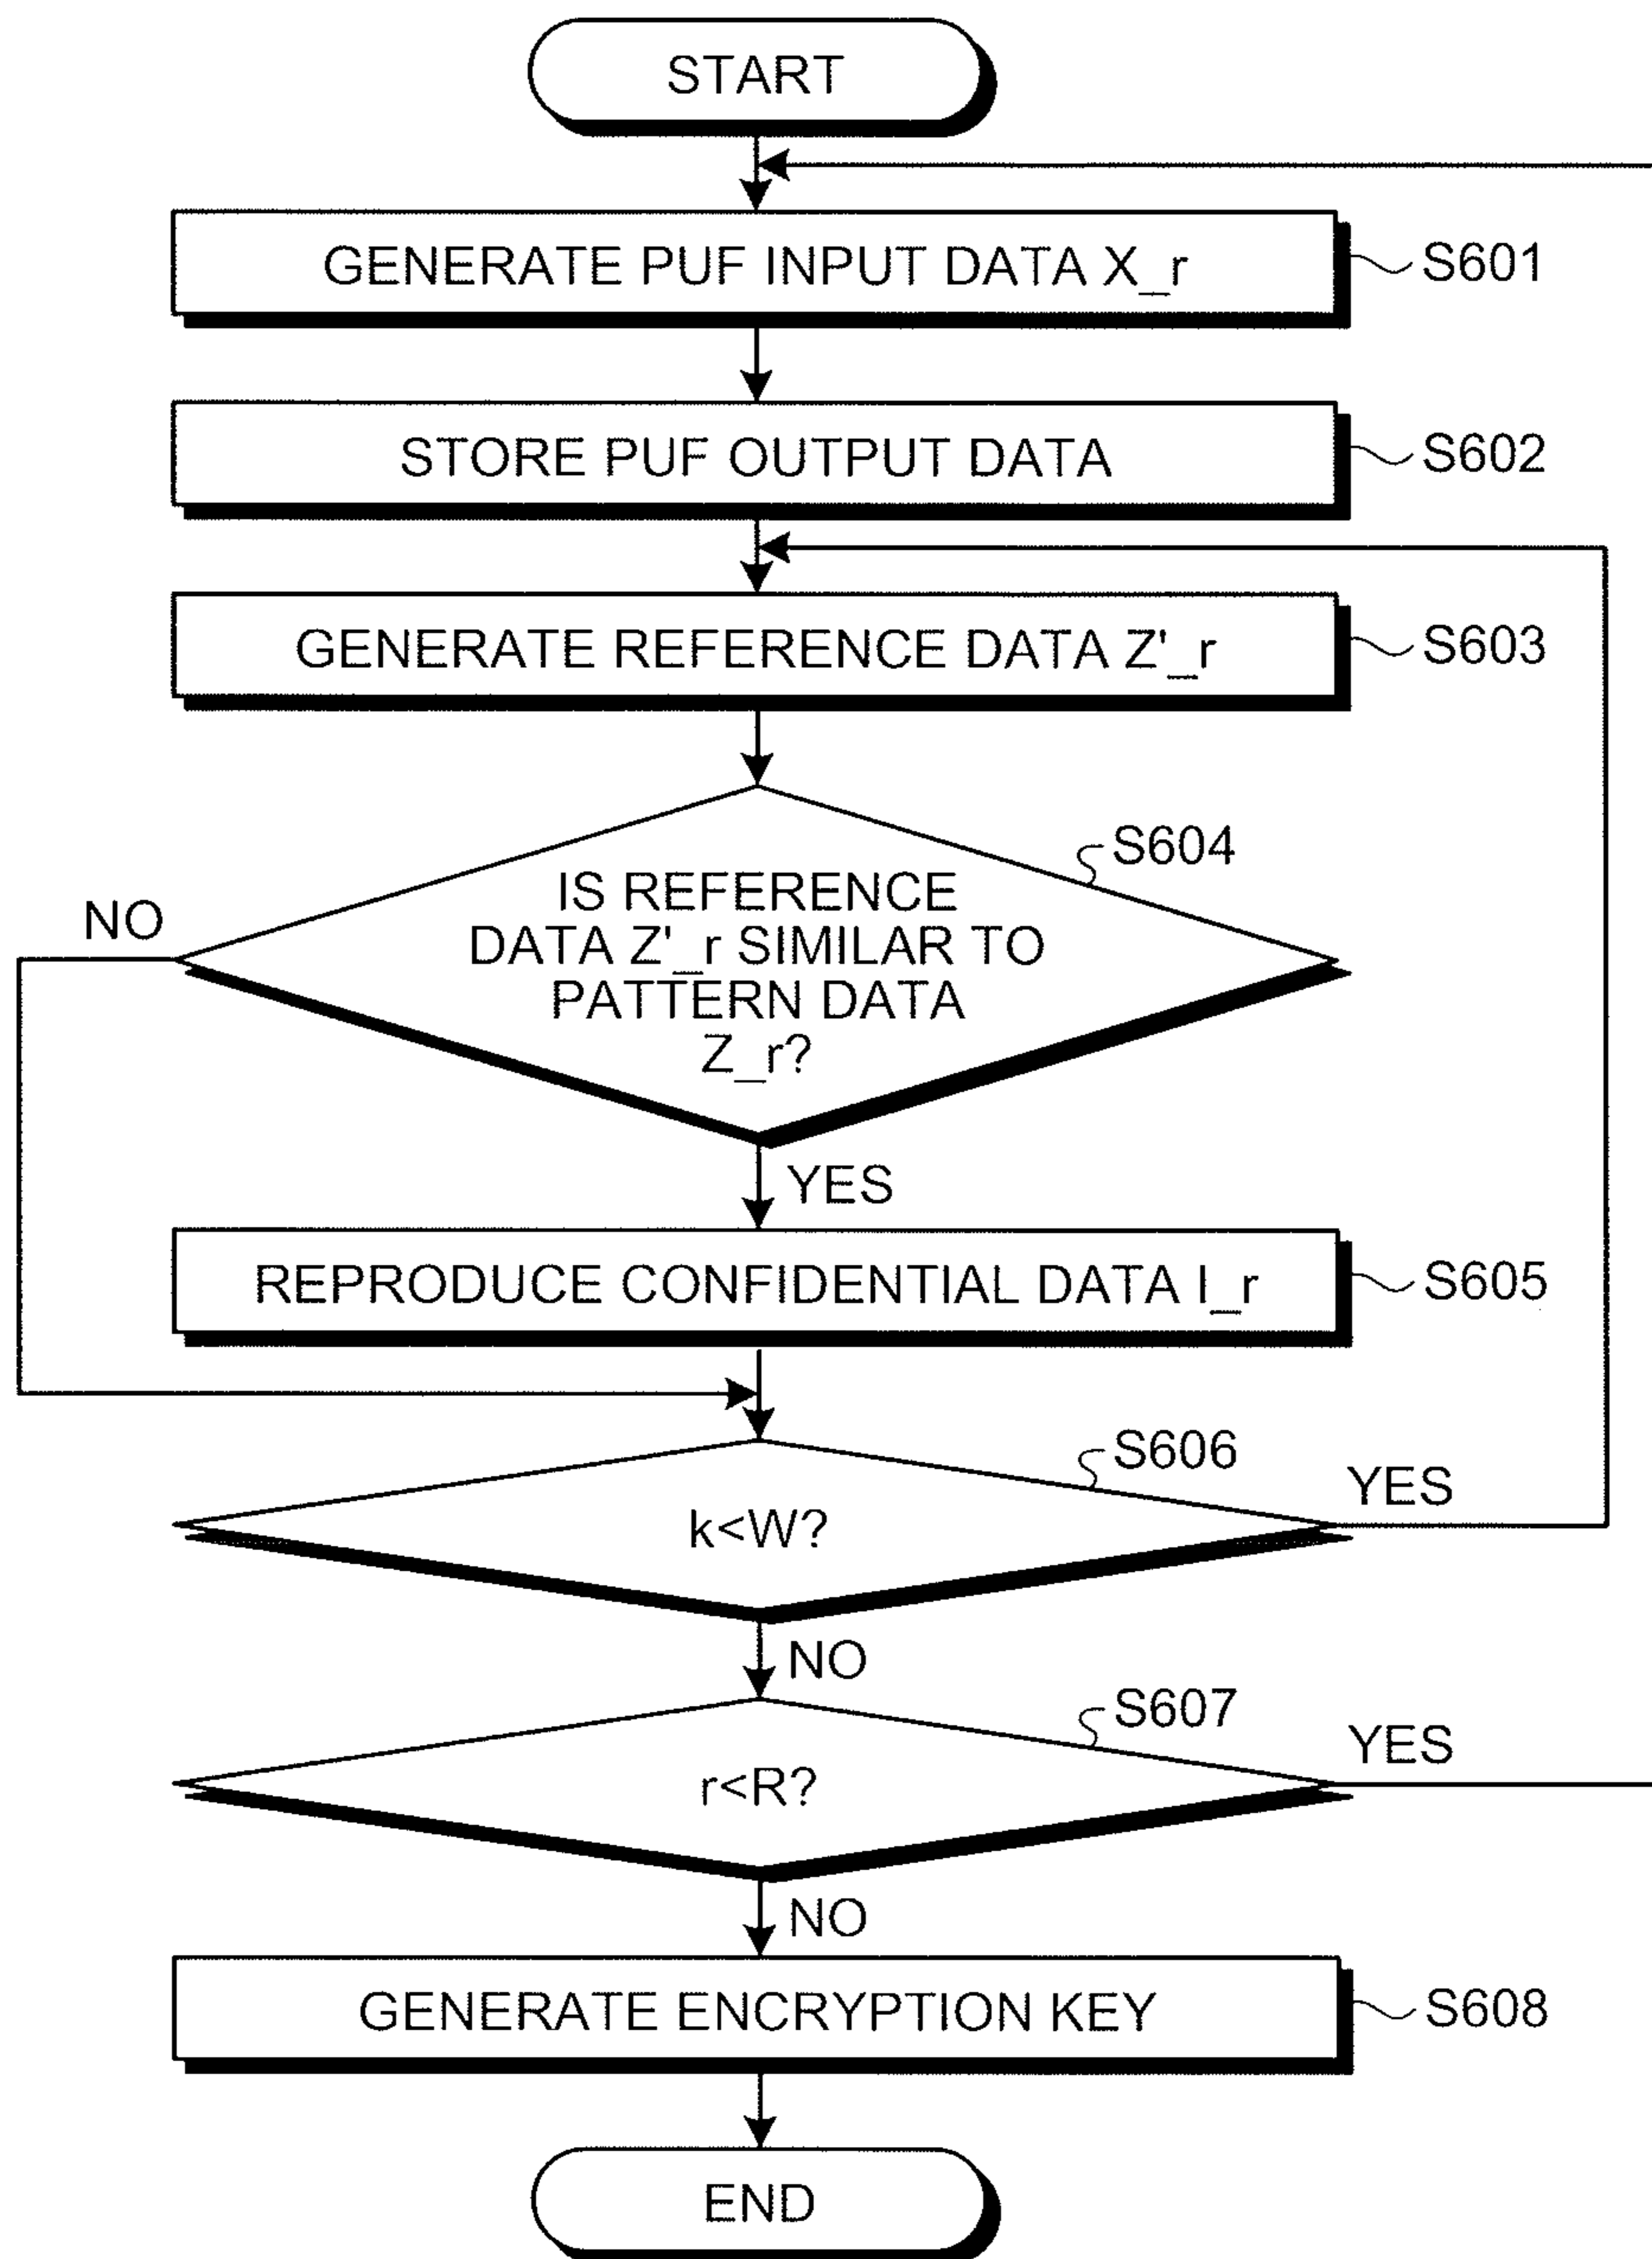 START
GENERATE PUF INPUT DATA X_r
S601
STORE PUF OUTPUT DATA
S602
GENERATE REFERENCE DATA Z'_r
S603
S604
IS REFERENCE
DATA Z'_r SIMILAR TO
PATTERN DATA
Z_r?
NO
YES
REPRODUCE CONFIDENTIAL DATA I_r
S605
S606
k<W?
YES
NO
S607
r<R?
YES
NO
GENERATE ENCRYPTION KEY
S608
END